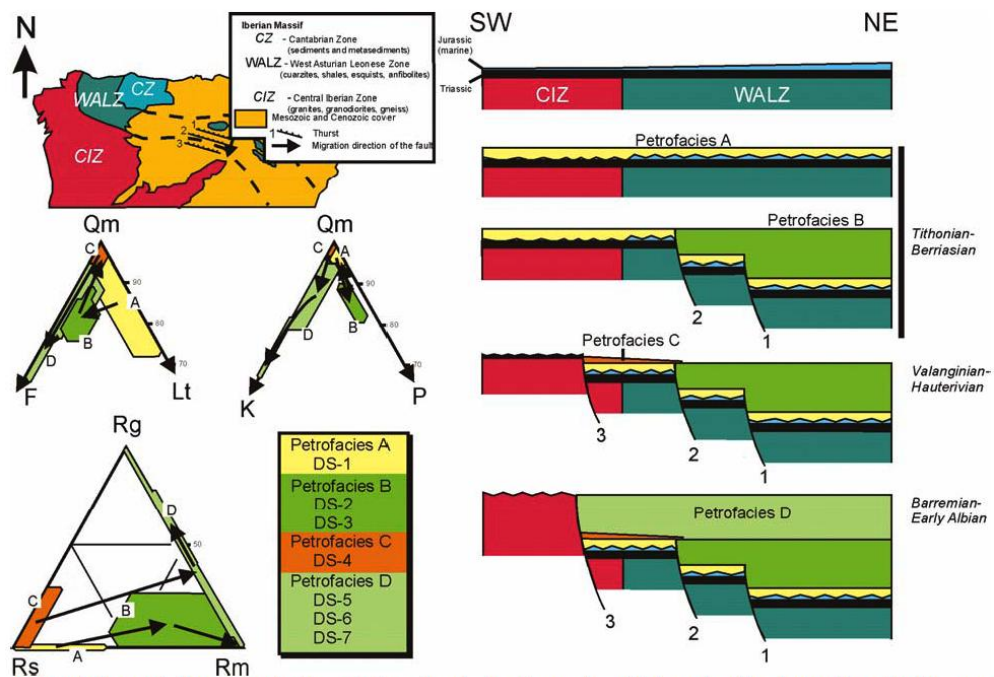 N
CZ
WALZ
CIZ
1
2
3
Iberian Massif
CZ - Cantabrian Zone
(sediments and metasediments)
WALZ - West Asturian Leonese Zone
(cuarzites, shales, esquists, anfibolites)
CIZ - Central Iberian Zone
(granites, granodiorites, gneiss)
Mesozoic and Cenozoic cover
1 Thurst
Migration direction of the fault
Qm
C
A
B
D
90
80
70
F
Lt
Qm
C
A
B
D
90
80
70
K
P
Rg
D
50
C
B
A
Rs
Rm
Petrofacies A
DS-1
Petrofacies B
DS-2
DS-3
Petrofacies C
DS-4
Petrofacies D
DS-5
DS-6
DS-7
SW
NE
Jurassic
(marine)
Triassic
CIZ
WALZ
Petrofacies A
Petrofacies B
2
1
Tithonian-
Berriasian
Petrofacies C
3
2
1
Valanginian-
Hauterivian
Petrofacies D
3
2
1
Barremian-
Early Albian